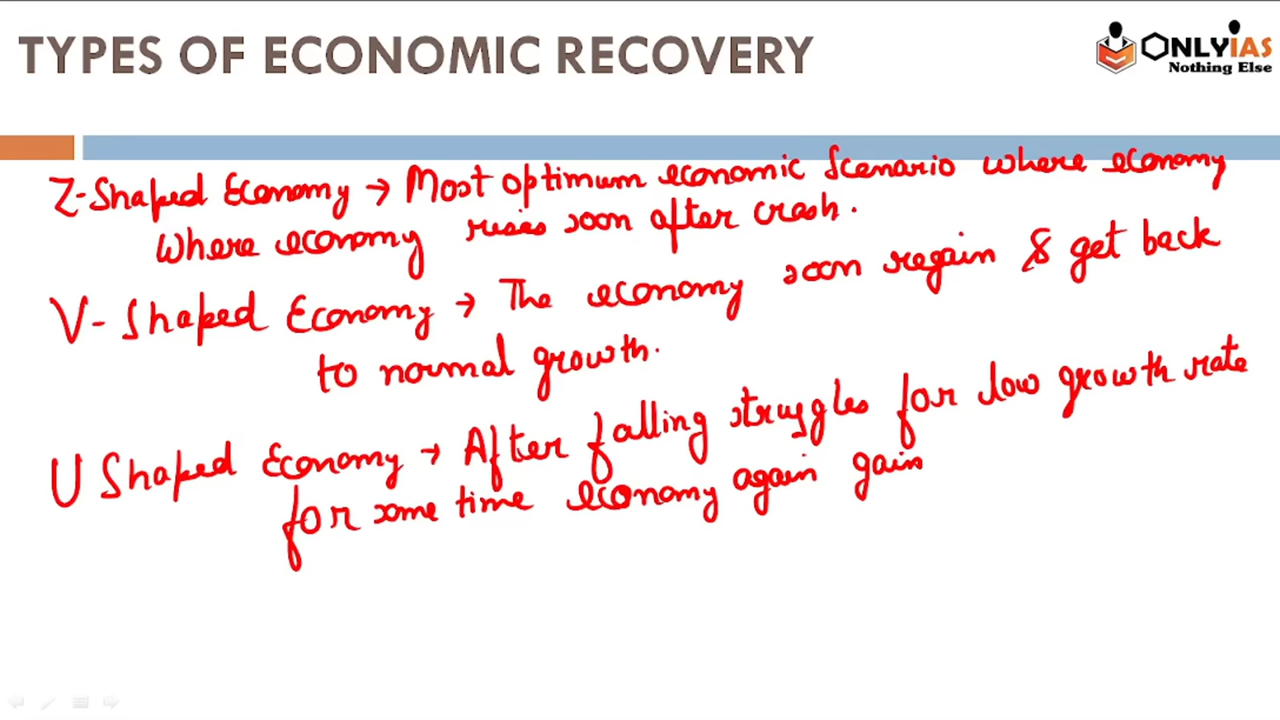 TYPES OF ECONOMIC RECOVERY
ONLYIAS
Nothing Else
Z-Shaped Economy → Most optimum economic Scenario where economy
where economy rises soon after crash.
V-Shaped Economy → The economy soon regain & get back
to normal growth.
U Shaped Economy → After falling struggles for low growth rate
for some time economy again gain